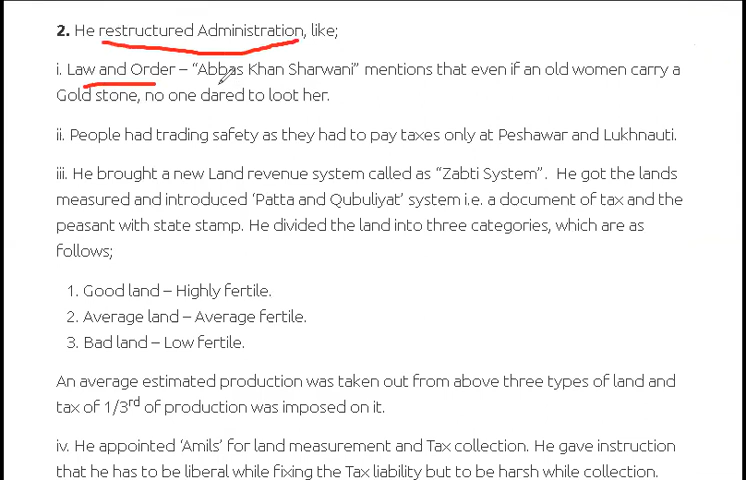 2. He restructured Administration, like;
i. Law and Order – “Abbas Khan Sharwani” mentions that even if an old women carry a
Gold stone, no one dared to loot her.
ii. People had trading safety as they had to pay taxes only at Peshawar and Lukhnauti.
iii. He brought a new Land revenue system called as “Zabti System”. He got the lands
measured and introduced ‘Patta and Qubuliyat’ system i.e. a document of tax and the
peasant with state stamp. He divided the land into three categories, which are as
follows;
1. Good land – Highly fertile.
2. Average land – Average fertile.
3. Bad land – Low fertile.
An average estimated production was taken out from above three types of land and
tax of 1/3rd of production was imposed on it.
iv. He appointed ‘Amils’ for land measurement and Tax collection. He gave instruction
that he has to be liberal while fixing the Tax liability but to be harsh while collection.